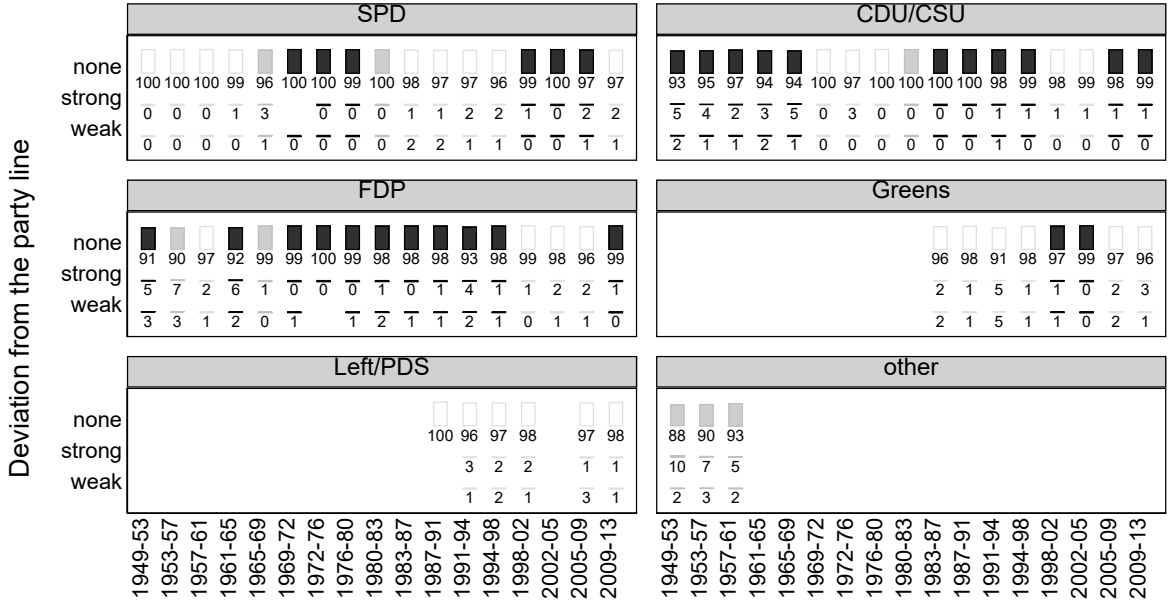 SPD CDU/CSU
none
100 100 100 99 96 100 100 99 100 98 97 97 96 99 100 97 97 93 95 97 94 94 100 97 100 100 100 100 98 99 98 99 98 99
strong
0 0 0 1 3 0 0 0 1 1 2 2 1 0 2 2 5 4 2 3 5 0 3 0 0 0 0 1 1 1 1 1 1
weak
0 0 0 0 1 0 0 0 2 2 1 1 0 0 1 1 2 1 1 2 1 0 0 0 0 0 0 1 0 0 0 0 0
FDP Greens
none
91 90 97 92 99 99 100 99 98 98 98 93 98 99 98 96 99 96 98 91 98 97 99 97 96
strong
5 7 2 6 1 0 0 0 1 0 1 4 1 1 2 2 1 2 1 5 1 1 0 2 3
weak
3 3 1 2 0 1 1 2 1 1 2 1 0 1 1 0 2 1 5 1 1 0 2 1
Left/PDS other
none
100 96 97 98 97 98 88 90 93
strong
3 2 2 1 1 10 7 5
weak
1 2 1 3 1 2 3 2
Deviation from the party line
1949-53
1953-57
1957-61
1961-65
1965-69
1969-72
1972-76
1976-80
1980-83
1983-87
1987-91
1991-94
1994-98
1998-02
2002-05
2005-09
2009-13
1949-53
1953-57
1957-61
1961-65
1965-69
1969-72
1972-76
1976-80
1980-83
1983-87
1987-91
1991-94
1994-98
1998-02
2002-05
2005-09
2009-13